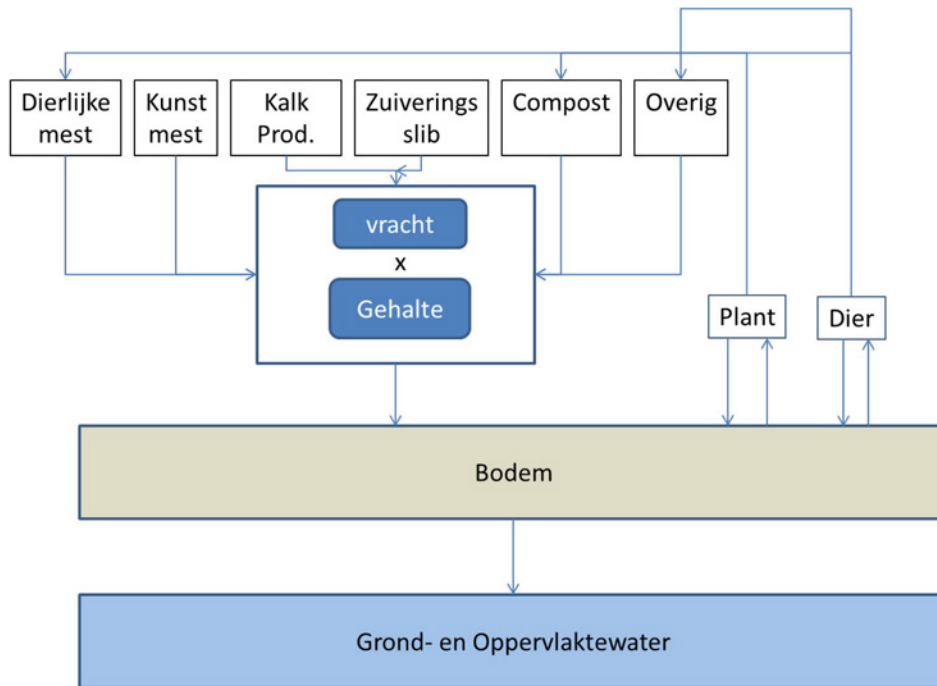 Dierlijke
mest
Kunst
mest
Kalk
Prod.
Zuiverings
slib
Compost
Overig
vracht
x
Gehalte
Plant
Dier
Bodem
Grond- en Oppervlaktewater